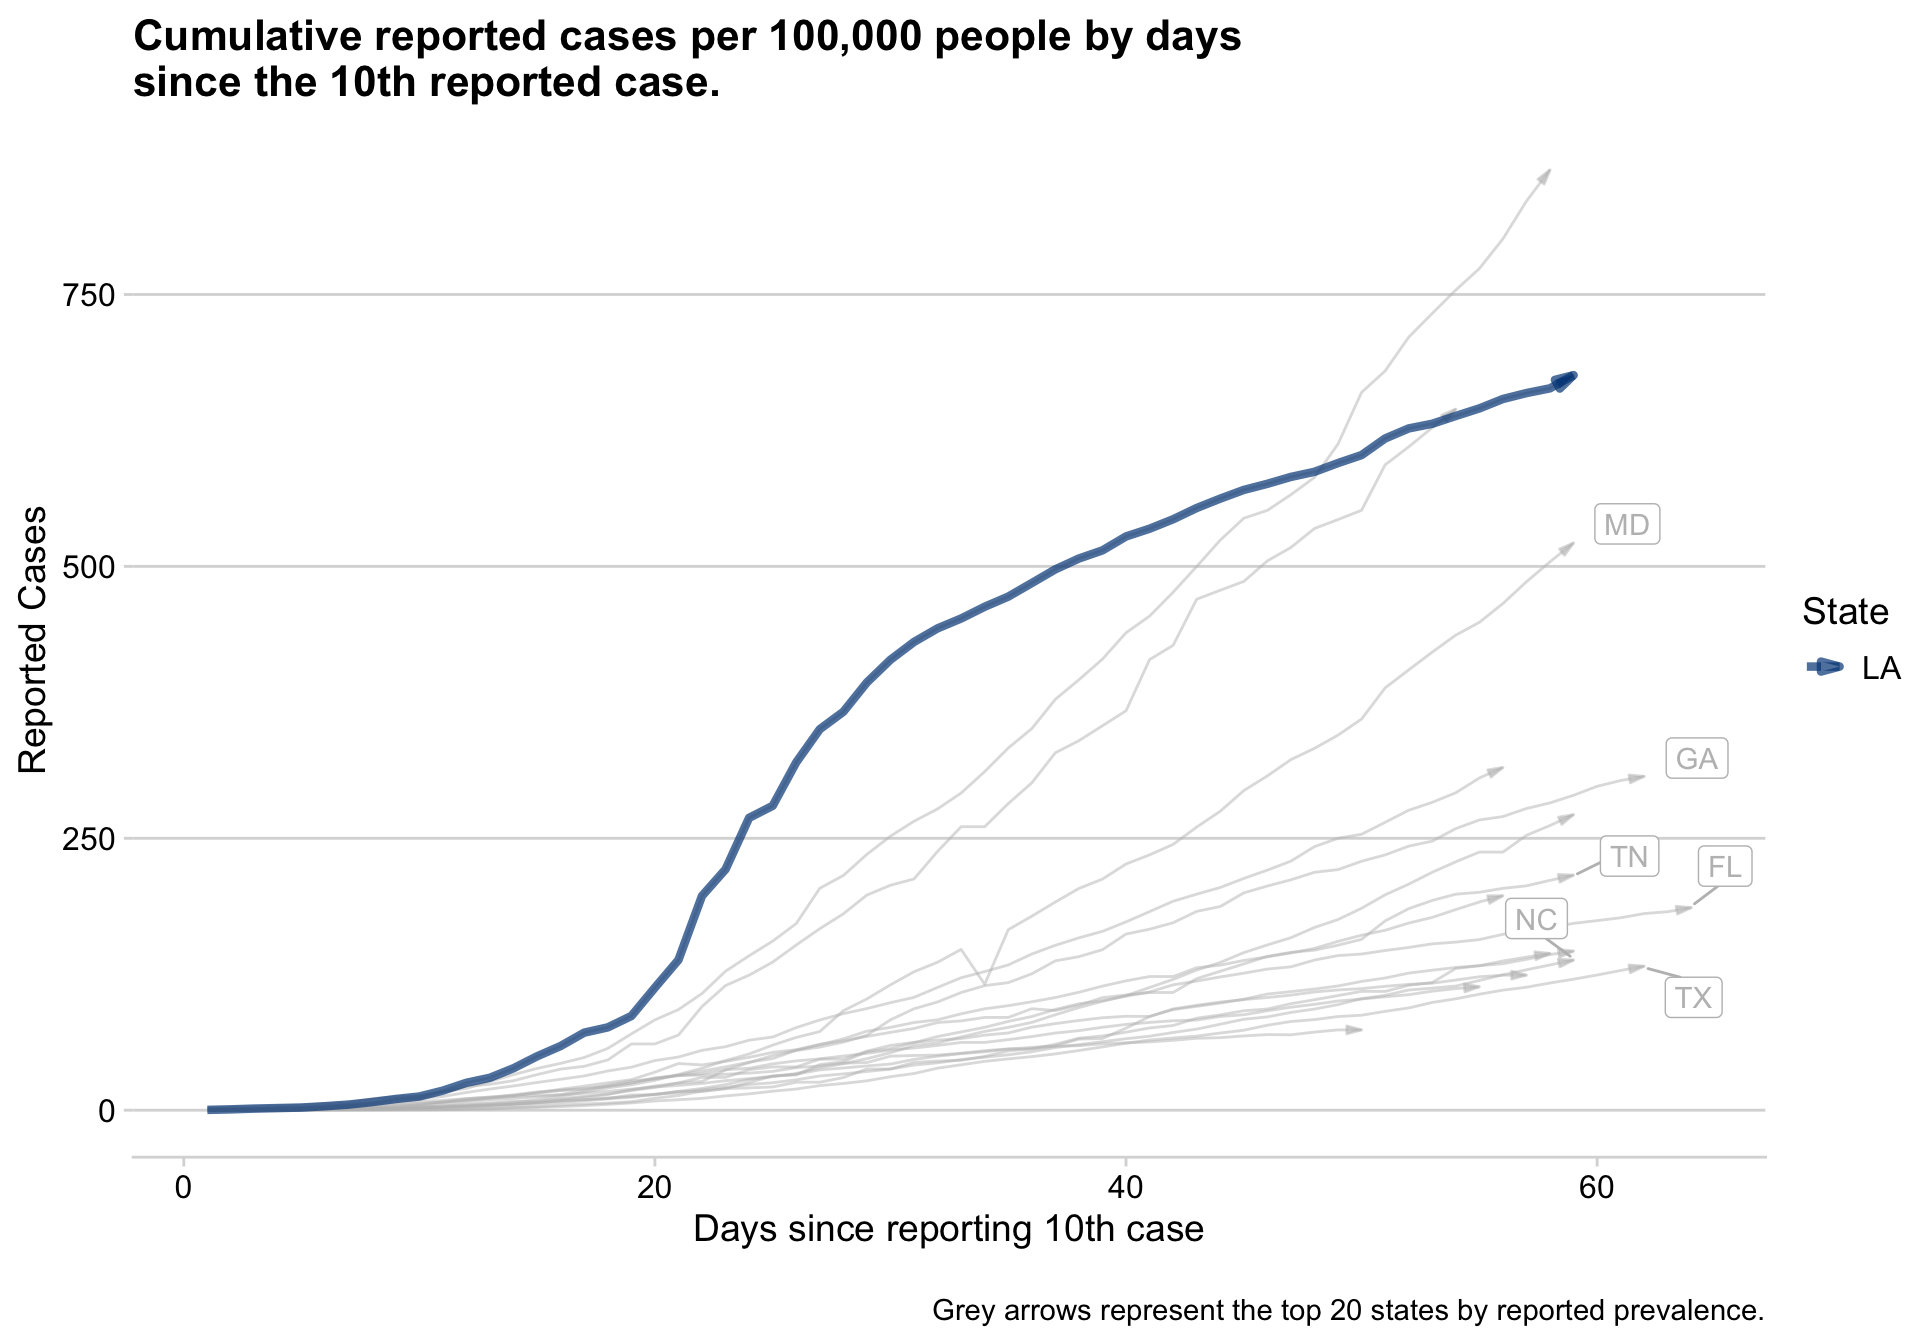 Cumulative reported cases per 100,000 people by days
since the 10th reported case.
Reported Cases
750
500
250
0
MD
GA
TN
FL
NC
TX
State
LA
0
20
40
60
Days since reporting 10th case
Grey arrows represent the top 20 states by reported prevalence.